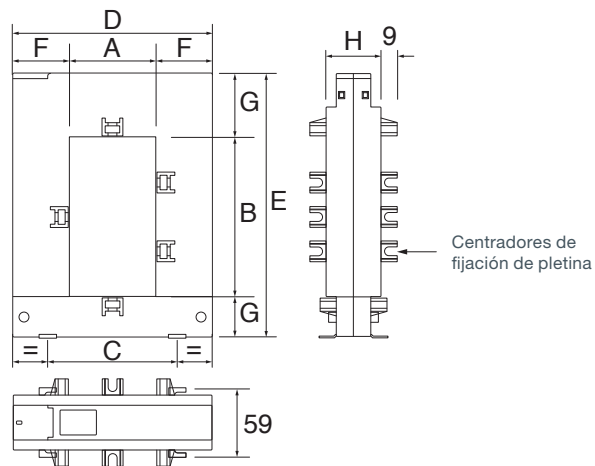 D
F A F
H 9
G
B
E
G
= C =
Centradores de
fijación de pletina
59